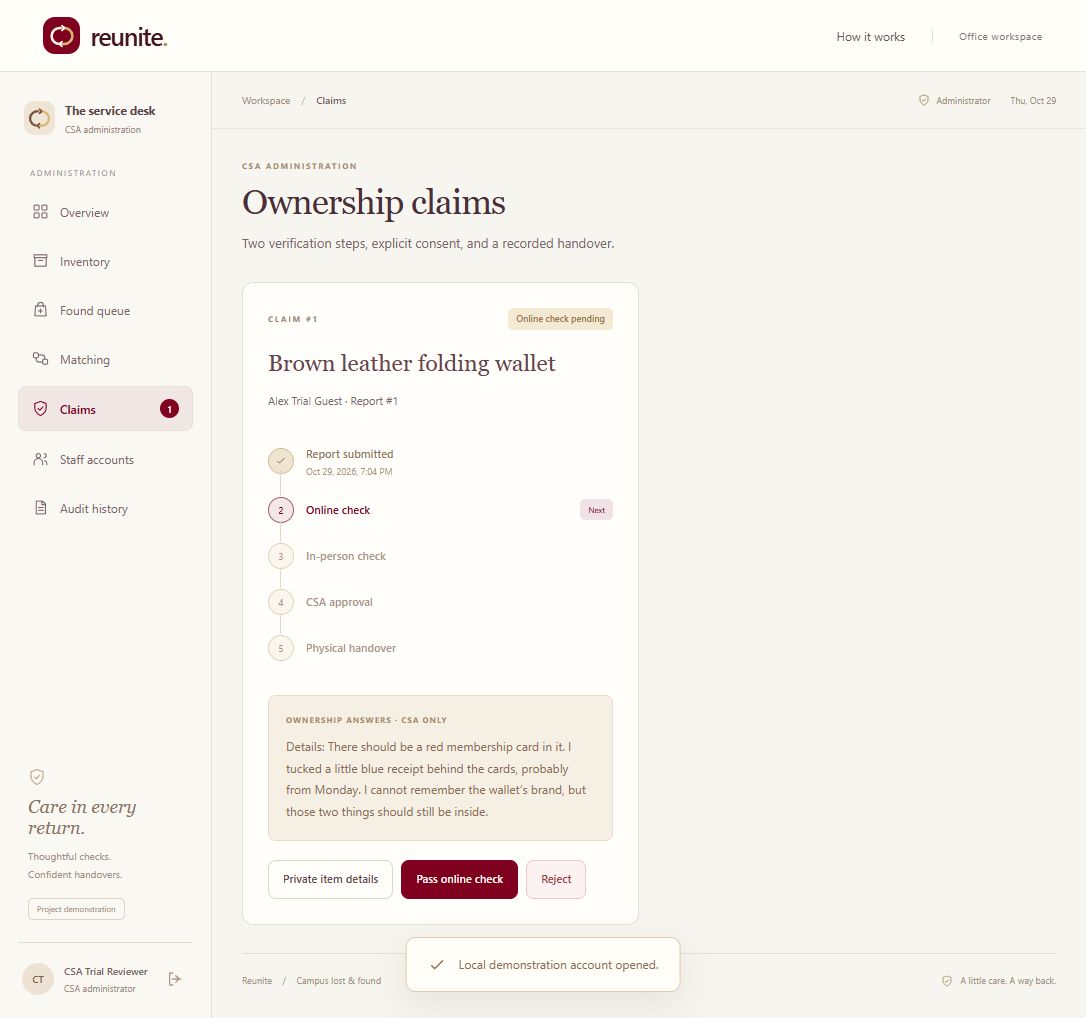 reunite.
How it works
Office workspace
The service desk
CSA administration
ADMINISTRATION
Overview
Inventory
Found queue
Matching
Claims 1
Staff accounts
Audit history
Care in every
return.
Thoughtful checks.
Confident handovers.
Project demonstration
CT
CSA Trial Reviewer
CSA administrator
Workspace / Claims
Administrator
Thu, Oct 29
CSA ADMINISTRATION
Ownership claims
Two verification steps, explicit consent, and a recorded handover.
CLAIM #1
Online check pending
Brown leather folding wallet
Alex Trial Guest · Report #1
Report submitted
Oct 29, 2026, 7:04 PM
2 Online check Next
3 In-person check
4 CSA approval
5 Physical handover
OWNERSHIP ANSWERS · CSA ONLY
Details: There should be a red membership card in it. I
tucked a little blue receipt behind the cards, probably
from Monday. I cannot remember the wallet's brand, but
those two things should still be inside.
Private item details
Pass online check
Reject
Local demonstration account opened.
Reunite / Campus lost & found
A little care. A way back.